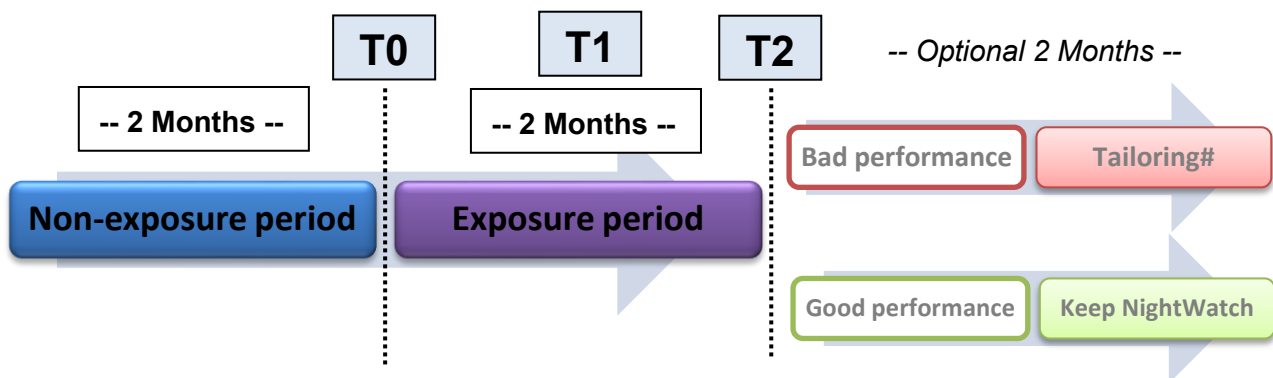 T0
T1
T2
-- Optional 2 Months --
-- 2 Months --
-- 2 Months --
Bad performance
Tailoring#
Non-exposure period
Exposure period
Good performance
Keep NightWatch